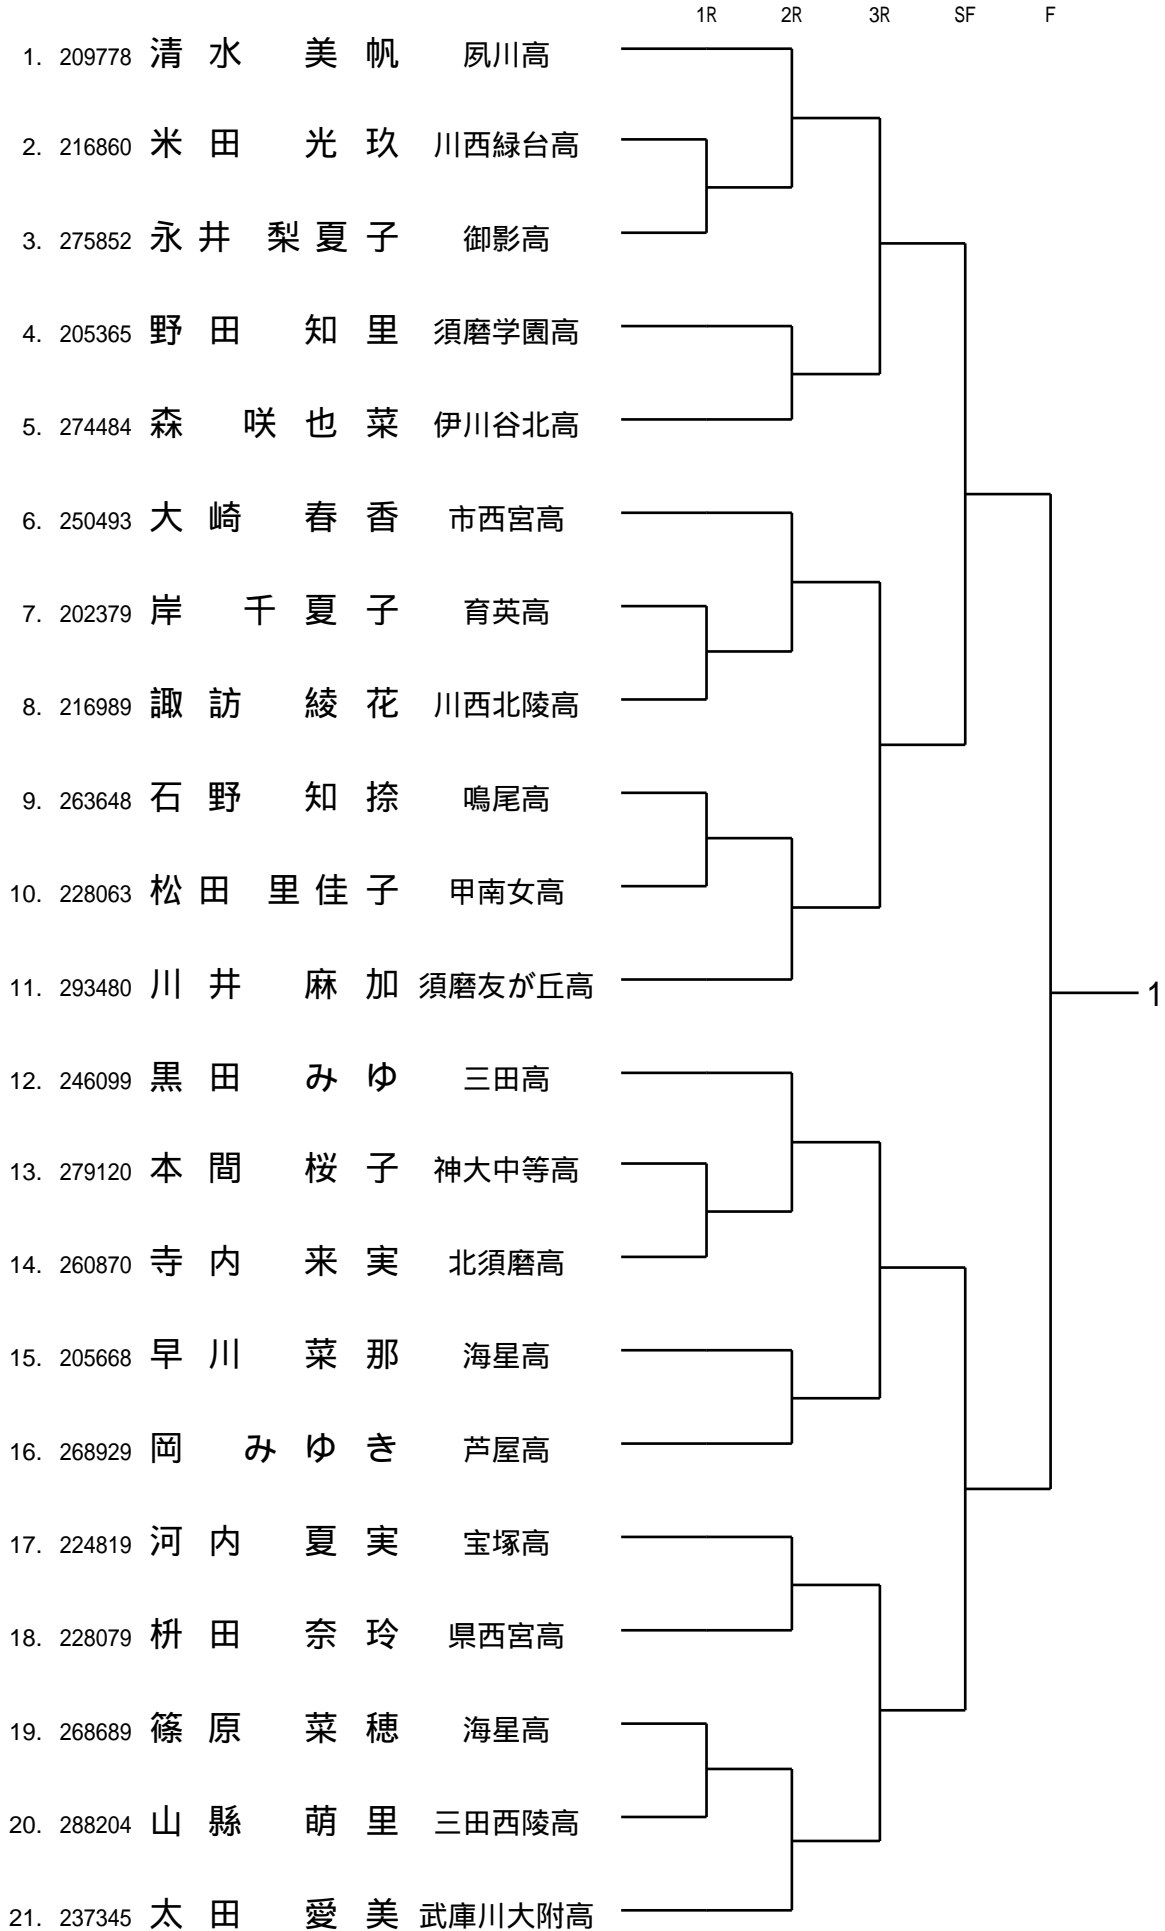 1R 2R 3R SF F
1. 209778 清水 美帆 夙川高
2. 216860 米田 光玖 川西緑台高
3. 275852 永井 梨夏子 御影高
4. 205365 野田 知里 須磨学園高
5. 274484 森 咲也菜 伊川谷北高
6. 250493 大崎 春香 市西宮高
7. 202379 岸 千夏子 育英高
8. 216989 諏訪 綾花 川西北陵高
9. 263648 石野 知捺 鳴尾高
10. 228063 松田 里佳子 甲南女高
11. 293480 川井 麻加 須磨友が丘高
1
12. 246099 黒田 みゆ 三田高
13. 279120 本間 桜子 神大中等高
14. 260870 寺内 来実 北須磨高
15. 205668 早川 菜那 海星高
16. 268929 岡 みゆき 芦屋高
17. 224819 河内 夏実 宝塚高
18. 228079 枡田 奈玲 県西宮高
19. 268689 篠原 菜穂 海星高
20. 288204 山縣 萌里 三田西陵高
21. 237345 太田 愛美 武庫川大附高